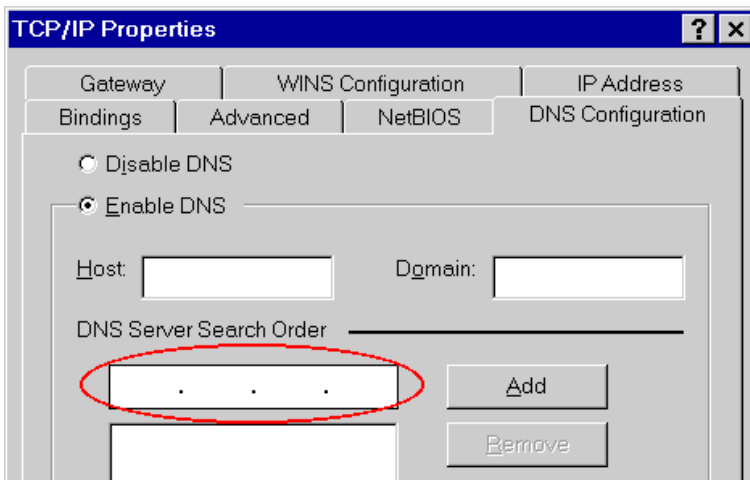 TCP/IP Properties
Gateway WINS Configuration IP Address
Bindings Advanced NetBIOS DNS Configuration
Disable DNS
Enable DNS
Host: Domain:
DNS Server Search Order
. . . Add
Remove